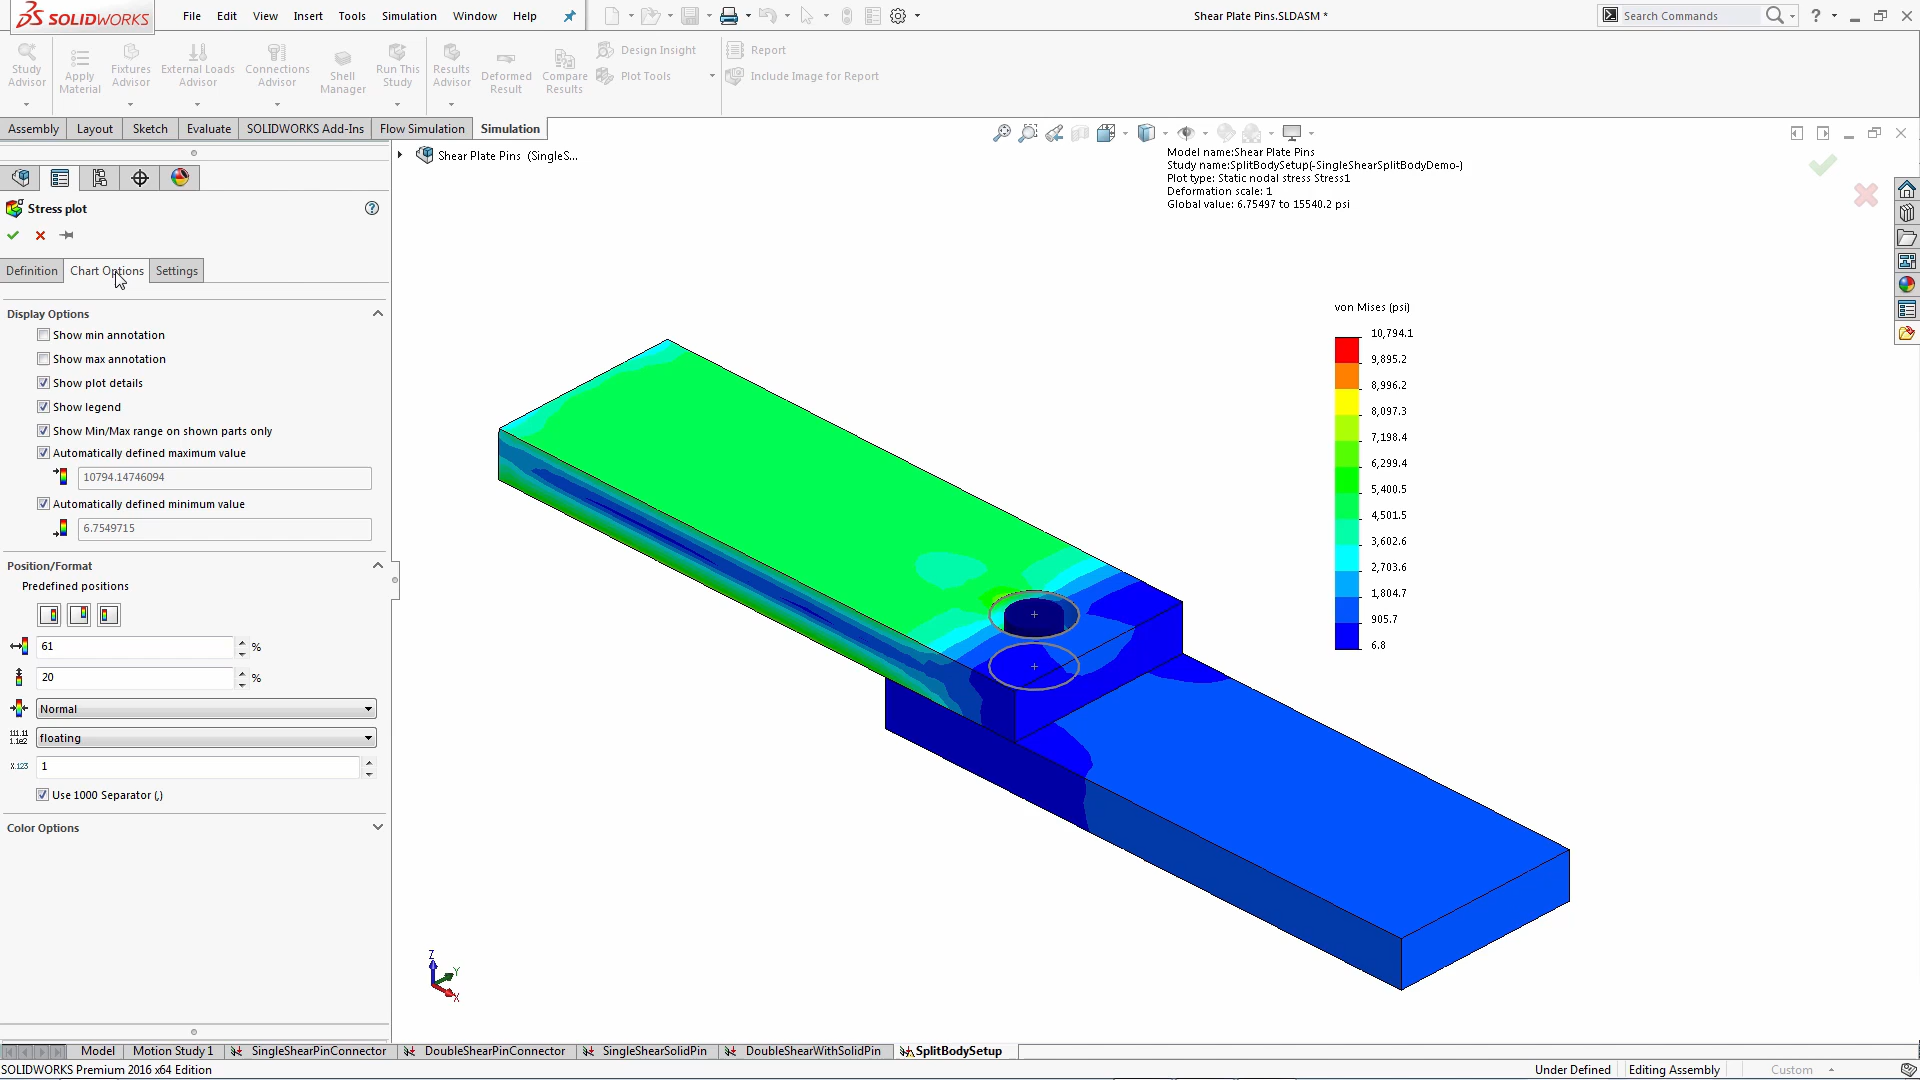 SOLIDWORKS
File Edit View Insert Tools Simulation Window Help
Shear Plate Pins.SLDASM *
Search Commands
?
Study Advisor
Apply Material
Fixtures Advisor
External Loads Advisor
Connections Advisor
Shell Manager
Run This Study
Results Advisor
Deformed Result
Compare Results
Design Insight
Plot Tools
Report
Include Image for Report
Assembly Layout Sketch Evaluate SOLIDWORKS Add-Ins Flow Simulation Simulation
Shear Plate Pins (SingleS...
Model name:Shear Plate Pins
Study name:SplitBodySetup(-SingleShearSplitBodyDemo-)
Plot type: Static nodal stress Stress1
Deformation scale: 1
Global value: 6.75497 to 15540.2 psi
Stress plot
?
Definition Chart Options Settings
Display Options
Show min annotation
Show max annotation
Show plot details
Show legend
Show Min/Max range on shown parts only
Automatically defined maximum value
10794.14746094
Automatically defined minimum value
6.7549715
Position/Format
Predefined positions
61 %
20 %
Normal
111.11
1.1e2
floating
x.123
1
Use 1000 Separator (,)
Color Options
von Mises (psi)
10,794.1
9,895.2
8,996.2
8,097.3
7,198.4
6,299.4
5,400.5
4,501.5
3,602.6
2,703.6
1,804.7
905.7
6.8
Z
Y
X
Model Motion Study 1 SingleShearPinConnector DoubleShearPinConnector SingleShearSolidPin DoubleShearWithSolidPin SplitBodySetup
SOLIDWORKS Premium 2016 x64 Edition
Under Defined Editing Assembly Custom